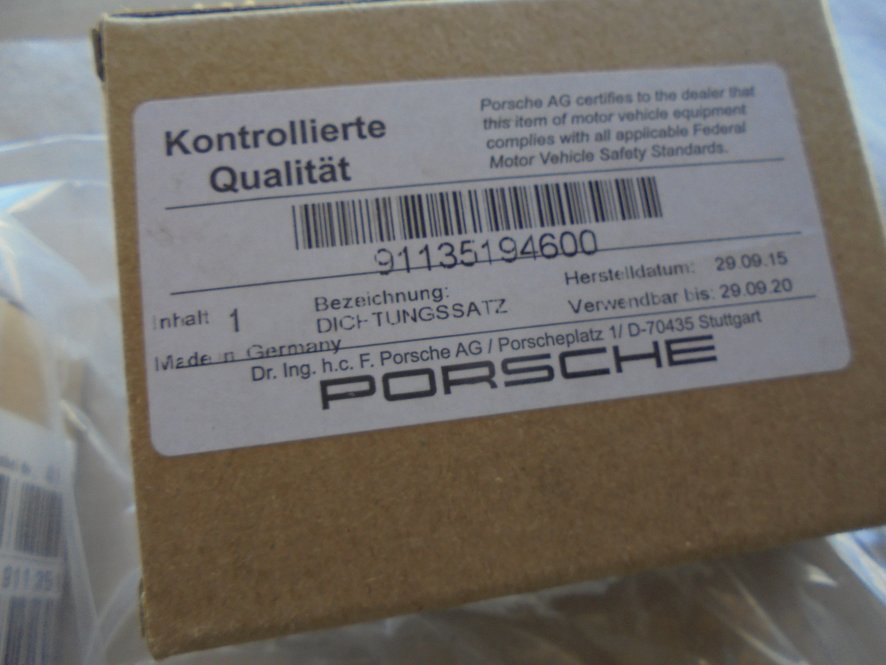 Kontrollierte
Qualität
Porsche AG certifies to the dealer that
this item of motor vehicle equipment
complies with all applicable Federal
Motor Vehicle Safety Standards.
91135194600
Inhalt 1
Bezeichnung:
DICHTUNGSSATZ
Herstelldatum: 29.09.15
Verwendbar bis: 29.09.20
Made in Germany
Dr. Ing. h.c. F. Porsche AG / Porscheplatz 1/ D-70435 Stuttgart
PORSCHE
911 35